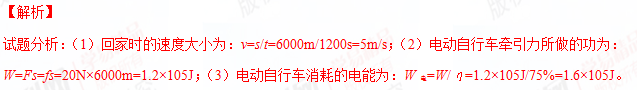 【解析】
试题分析：（1）回家时的速度大小为：v=s/t=6000m/1200s=5m/s；（2）电动自行车牵引力所做的功为：
W=Fs=fs=20N×6000m=1.2×105J；（3）电动自行车消耗的电能为：W电=W/η=1.2×105J/75%=1.6×105J。